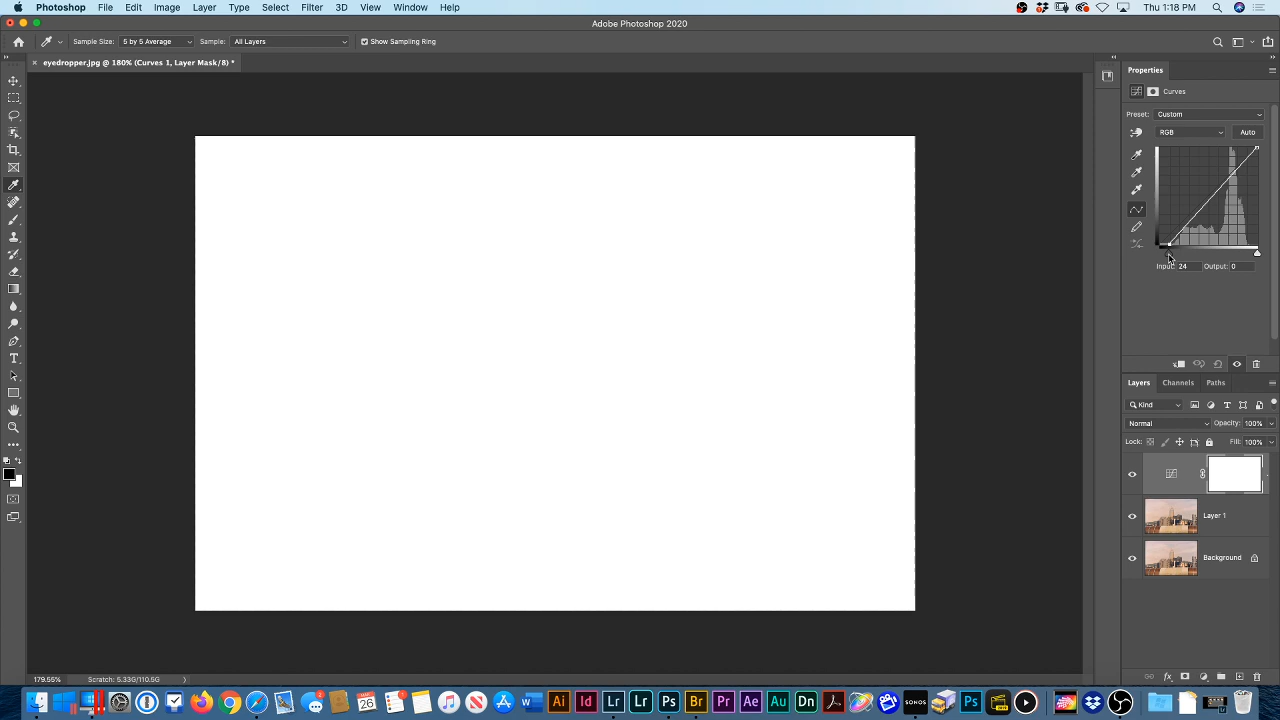 Photoshop File Edit Image Layer Type Select Filter 3D View Window Help Thu 1:18 PM
Adobe Photoshop 2020
Sample Size: 5 by 5 Average Sample: All Layers Show Sampling Ring
eyedropper.jpg @ 180% (Curves 1, Layer Mask/8) *
Properties
Curves
Preset: Custom
RGB Auto
Input: 24 Output: 0
Layers Channels Paths
Kind
Normal Opacity: 100%
Lock: Fill: 100%
Layer 1
Background
179.55% Scratch: 5.33G/110.5G
W Ai Id Lr Lr Ps Br Pr Ae Au Dn SONOS Ps
26